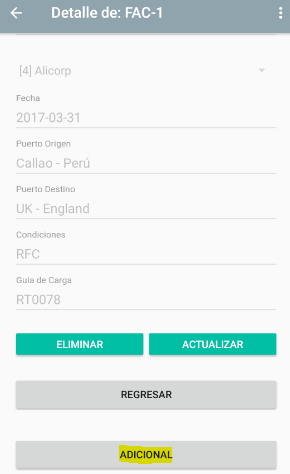 Detalle de: FAC-1
[4] Alicorp
Fecha
2017-03-31
Puerto Origen
Callao - Perú
Puerto Destino
UK - England
Condiciones
RFC
Guia de Carga
RT0078
ELIMINAR ACTUALIZAR
REGRESAR
ADICIONAL